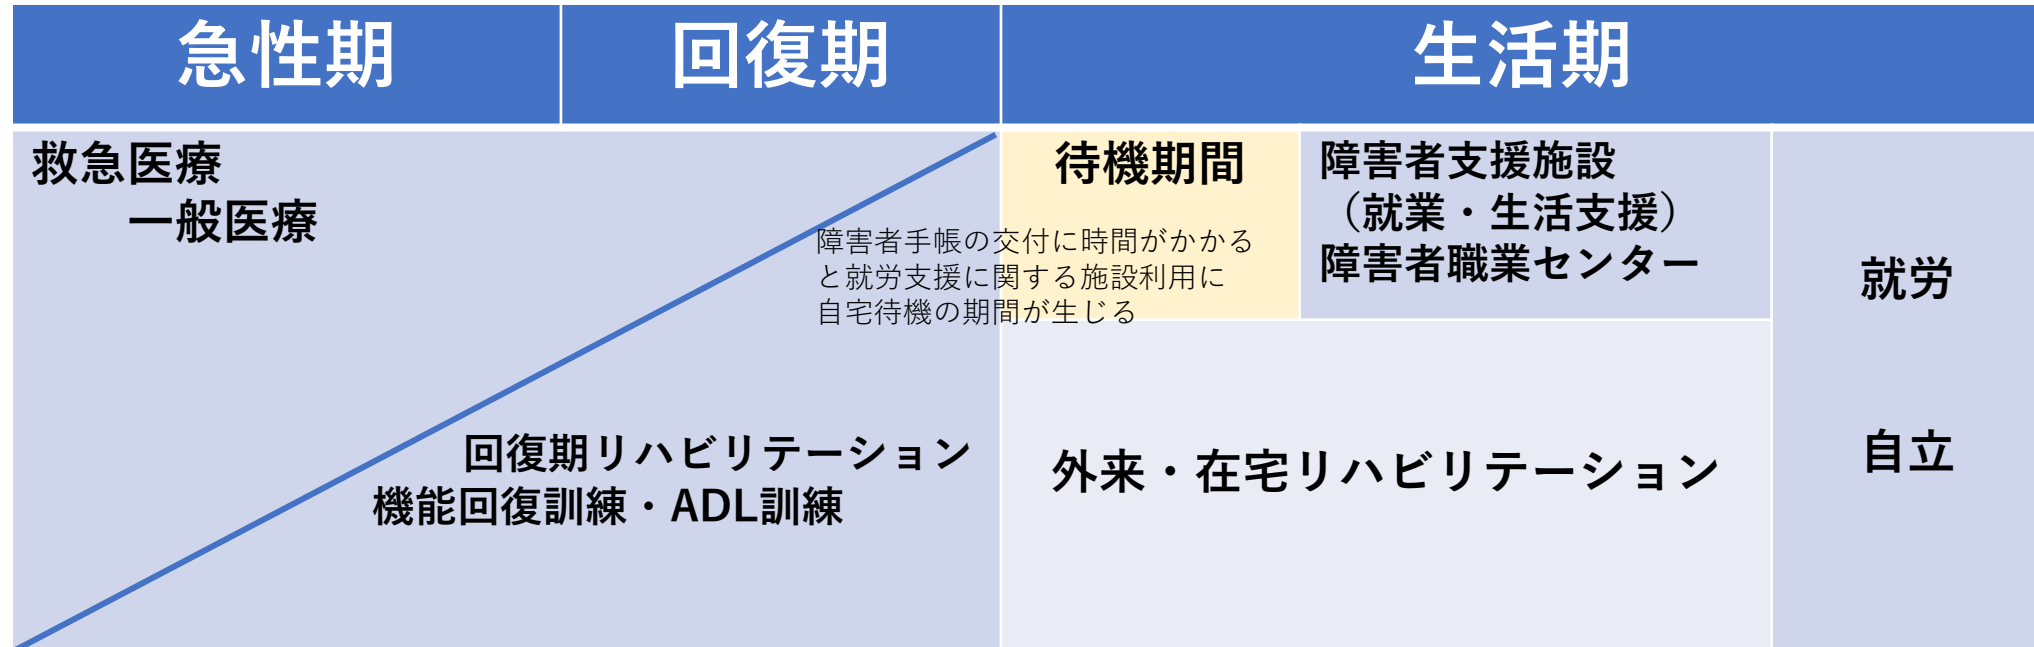 急性期
回復期
生活期
救急医療
一般医療
待機期間
障害者手帳の交付に時間がかかる
と就労支援に関する施設利用に
自宅待機の期間が生じる
障害者支援施設
（就業・生活支援）
障害者職業センター
回復期リハビリテーション
機能回復訓練・ADL訓練
外来・在宅リハビリテーション
就労
自立